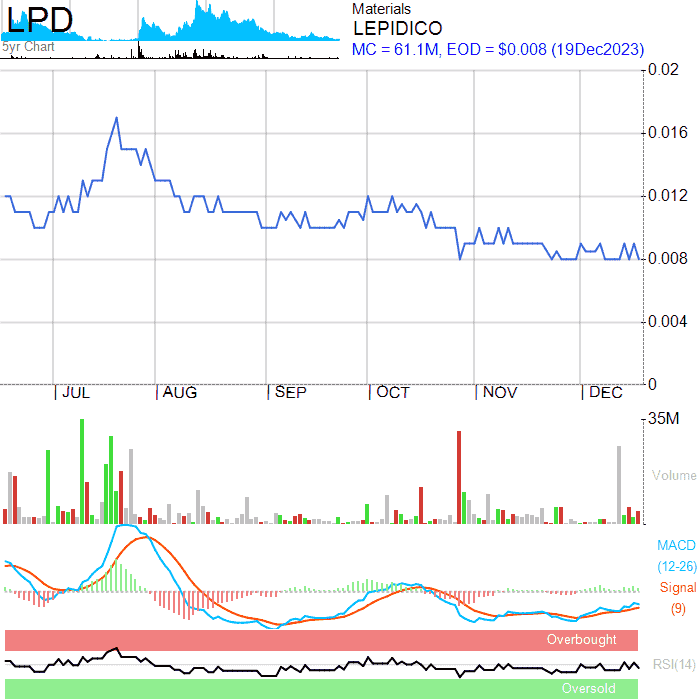 LPD
5yr Chart
Materials
LEPIDICO
MC = 61.1M, EOD = $0.008 (19Dec2023)
0.02
0.016
0.012
0.008
0.004
0
JUL AUG SEP OCT NOV DEC
35M
Volume
MACD
(12-26)
Signal
(9)
Overbought
RSI(14)
Oversold